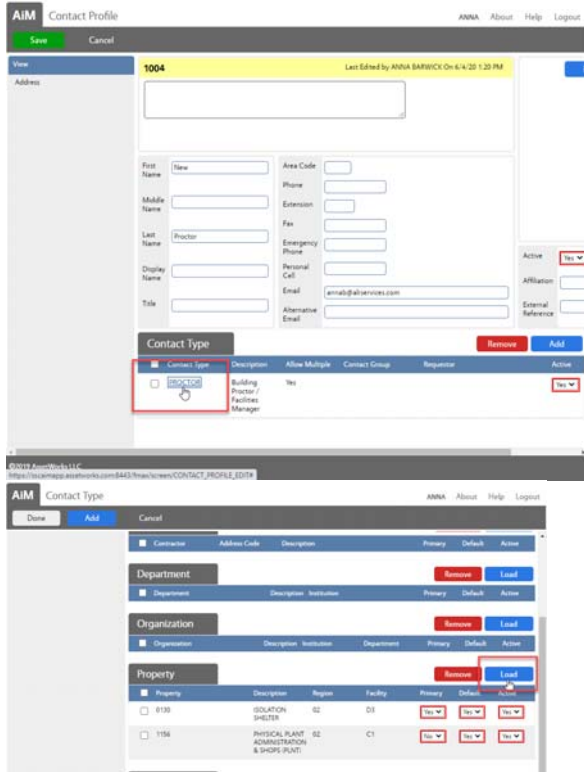 AiM Contact Profile ANNA About Help Logout
Save Cancel
View
Address
1004 Last Edited by ANNA BARWICK On 6/4/20 1:20 PM
First Name New
Middle Name
Last Name Proctor
Display Name
Title
Area Code
Phone
Extension
Fax
Emergency Phone
Personal Cell
Email annab@altservices.com
Alternative Email
Active Yes
Affiliation
External Reference
Contact Type Remove Add
Contact Type Description Allow Multiple Contact Group Requestor Active
PROCTOR Building Proctor / Facilities Manager Yes Yes
©2019 AssetWorks LLC
AiM Contact Type ANNA About Help Logout
Done Add Cancel
Contractor Address Code Description Primary Default Active
Department Remove Load
Department Description Institution Primary Default Active
Organization Remove Load
Organization Description Institution Department Primary Default Active
Property Remove Load
Property Description Region Facility Primary Default Active
0130 ISOLATION SHELTER 02 D3 Yes Yes Yes
1156 PHYSICAL PLANT ADMINISTRATION & SHOPS (PLNT) 02 C1 Yes Yes